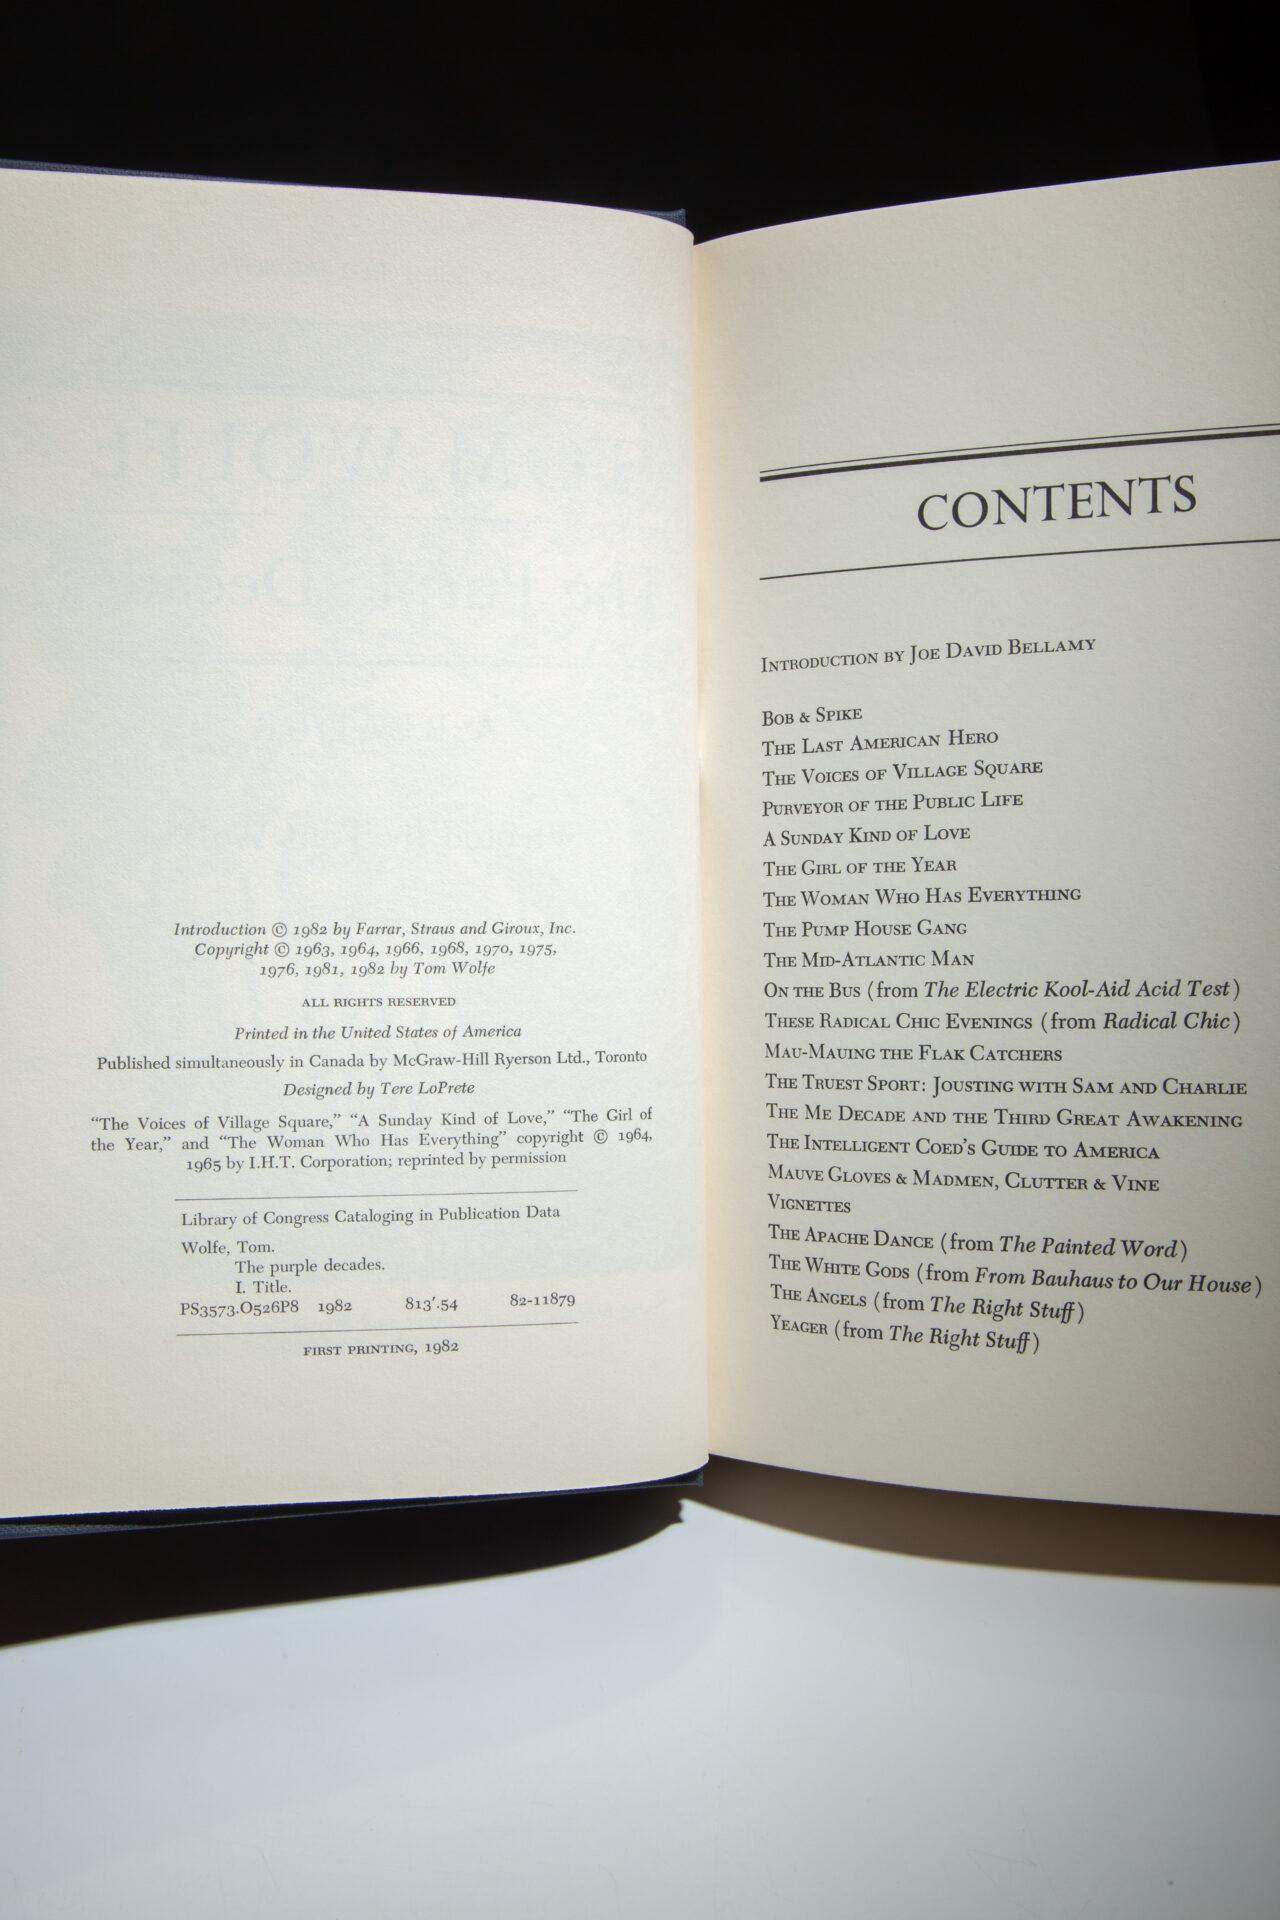 Introduction © 1982 by Farrar, Straus and Giroux, Inc.
Copyright © 1963, 1964, 1966, 1968, 1970, 1975,
1976, 1981, 1982 by Tom Wolfe
ALL RIGHTS RESERVED
Printed in the United States of America
Published simultaneously in Canada by McGraw-Hill Ryerson Ltd., Toronto
Designed by Tere LoPrete
“The Voices of Village Square,” “A Sunday Kind of Love,” “The Girl of
the Year,” and “The Woman Who Has Everything” copyright © 1964,
1965 by I.H.T. Corporation; reprinted by permission
Library of Congress Cataloging in Publication Data
Wolfe, Tom.
The purple decades.
I. Title.
PS3573.O526P8 1982 813′.54 82-11879
FIRST PRINTING, 1982
CONTENTS
INTRODUCTION BY JOE DAVID BELLAMY
BOB & SPIKE
THE LAST AMERICAN HERO
THE VOICES OF VILLAGE SQUARE
PURVEYOR OF THE PUBLIC LIFE
A SUNDAY KIND OF LOVE
THE GIRL OF THE YEAR
THE WOMAN WHO HAS EVERYTHING
THE PUMP HOUSE GANG
THE MID-ATLANTIC MAN
ON THE BUS (from The Electric Kool-Aid Acid Test)
THESE RADICAL CHIC EVENINGS (from Radical Chic)
MAU-MAUING THE FLAK CATCHERS
THE TRUEST SPORT: JOUSTING WITH SAM AND CHARLIE
THE ME DECADE AND THE THIRD GREAT AWAKENING
THE INTELLIGENT COED’S GUIDE TO AMERICA
MAUVE GLOVES & MADMEN, CLUTTER & VINE
VIGNETTES
THE APACHE DANCE (from The Painted Word)
THE WHITE GODS (from From Bauhaus to Our House)
THE ANGELS (from The Right Stuff)
YEAGER (from The Right Stuff)